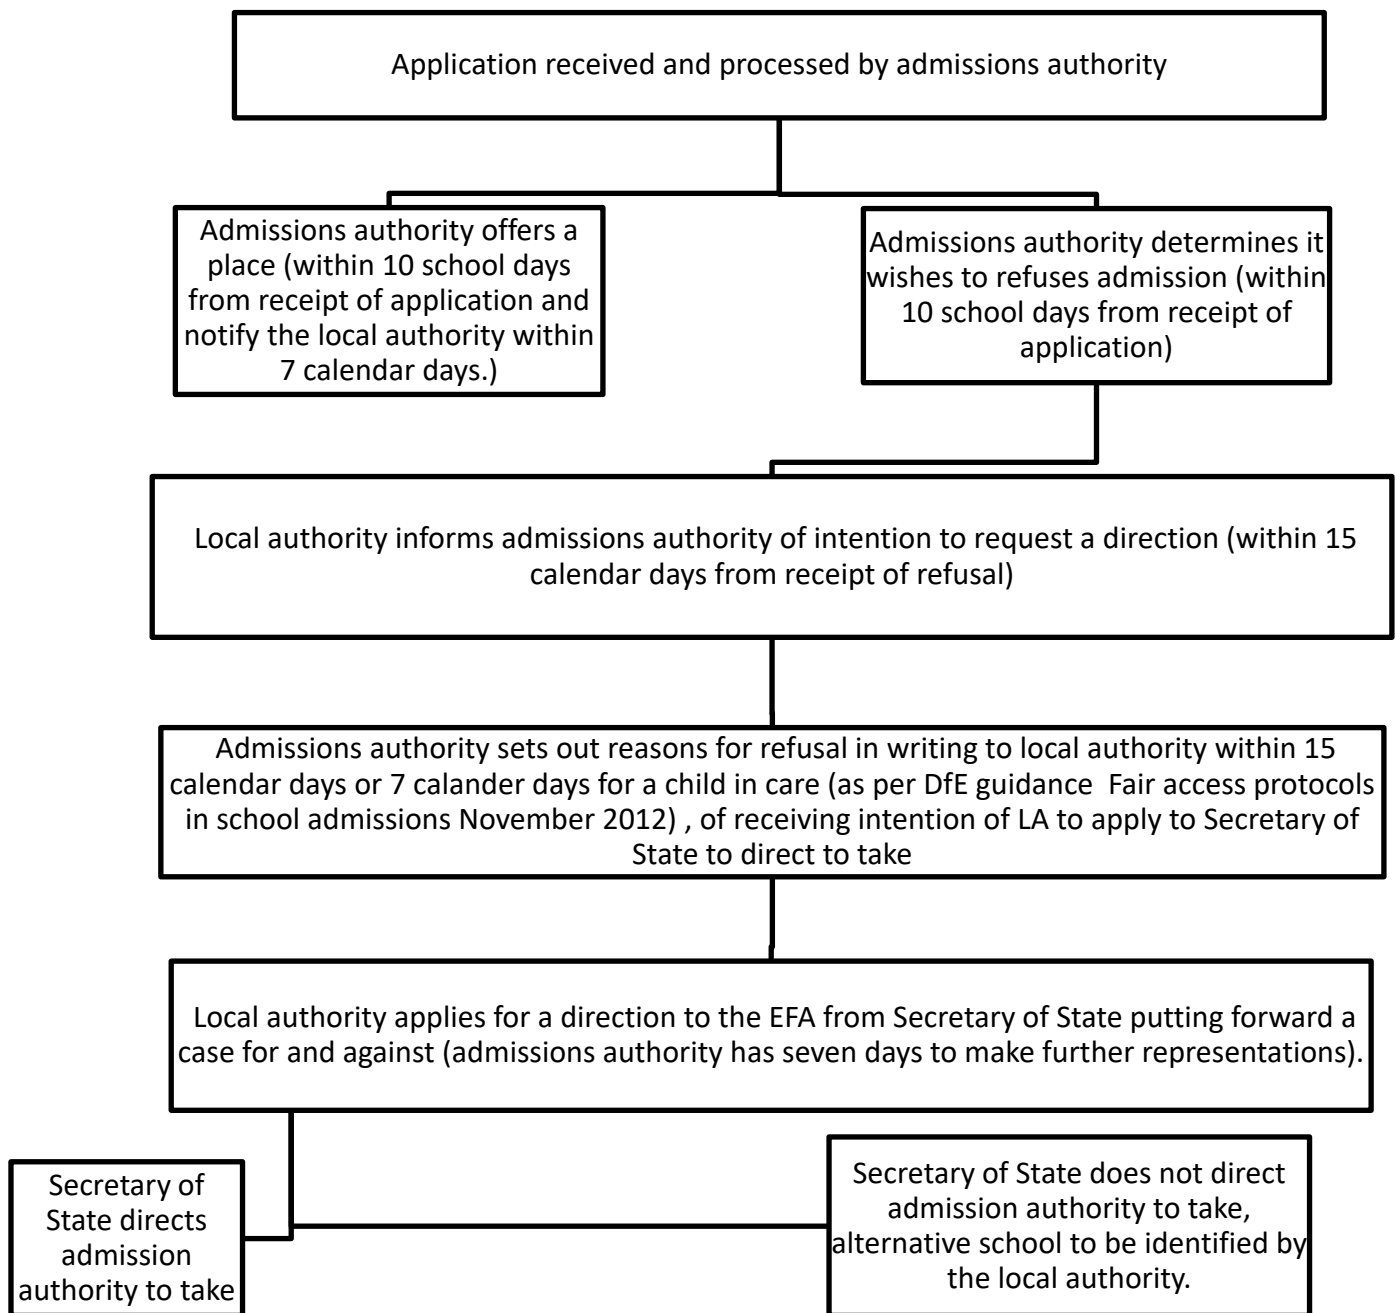 Application received and processed by admissions authority
Admissions authority offers a
place (within 10 school days
from receipt of application and
notify the local authority within
7 calendar days.)
Admissions authority determines it
wishes to refuses admission (within
10 school days from receipt of
application)
Local authority informs admissions authority of intention to request a direction (within 15
calendar days from receipt of refusal)
Admissions authority sets out reasons for refusal in writing to local authority within 15
calendar days or 7 calander days for a child in care (as per DfE guidance  Fair access protocols
in school admissions November 2012) , of receiving intention of LA to apply to Secretary of
State to direct to take
Local authority applies for a direction to the EFA from Secretary of State putting forward a
case for and against (admissions authority has seven days to make further representations).
Secretary of
State directs
admission
authority to take
Secretary of State does not direct
admission authority to take,
alternative school to be identified by
the local authority.